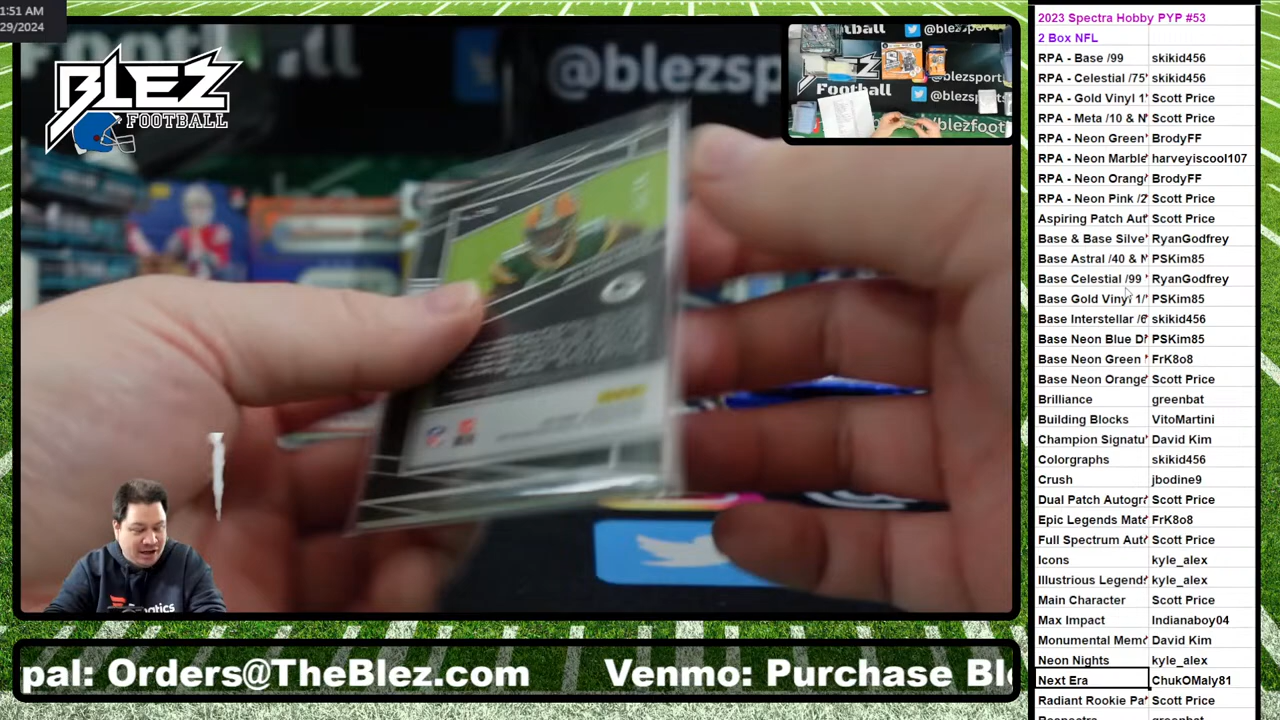 1:51 AM
29/2024
BLEZ
FOOTBALL
Football
@blezsport
@blezsports
@blezfoot
@blezsport
2023 Spectra Hobby PYP #53
2 Box NFL
RPA - Base /99 skikid456
RPA - Celestial /75 skikid456
RPA - Gold Vinyl 1 Scott Price
RPA - Meta /10 & N Scott Price
RPA - Neon Green BrodyFF
RPA - Neon Marble harveyiscool107
RPA - Neon Orang BrodyFF
RPA - Neon Pink /2 Scott Price
Aspiring Patch Aut Scott Price
Base & Base Silve RyanGodfrey
Base Astral /40 & N PSKim85
Base Celestial /99 RyanGodfrey
Base Gold Vinyl 1/ PSKim85
Base Interstellar /6 skikid456
Base Neon Blue Di PSKim85
Base Neon Green FrK8o8
Base Neon Orange Scott Price
Brilliance greenbat
Building Blocks VitoMartini
Champion Signatu David Kim
Colorgraphs skikid456
Crush jbodine9
Dual Patch Autogr Scott Price
Epic Legends Mate FrK8o8
Full Spectrum Aut Scott Price
Icons kyle_alex
Illustrious Legend kyle_alex
Main Character Scott Price
Max Impact Indianaboy04
Monumental Mem David Kim
Neon Nights kyle_alex
Next Era ChukOMaly81
Radiant Rookie Pa Scott Price
pal: Orders@TheBlez.com Venmo: Purchase Bl